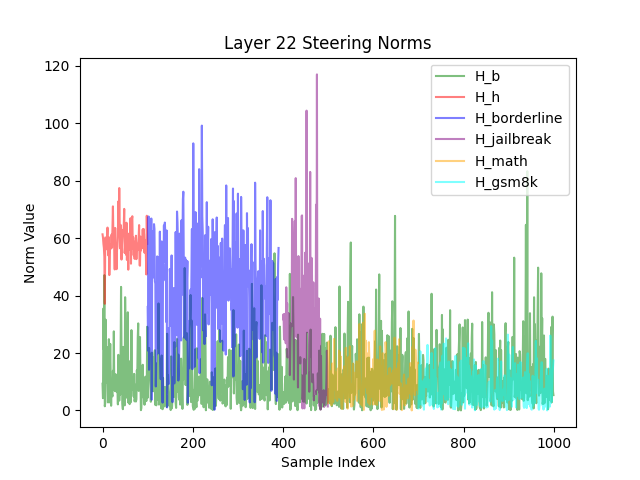 Layer 22 Steering Norms
Norm Value
120
100
80
60
40
20
0
H_b
H_h
H_borderline
H_jailbreak
H_math
H_gsm8k
0
200
400
600
800
1000
Sample Index